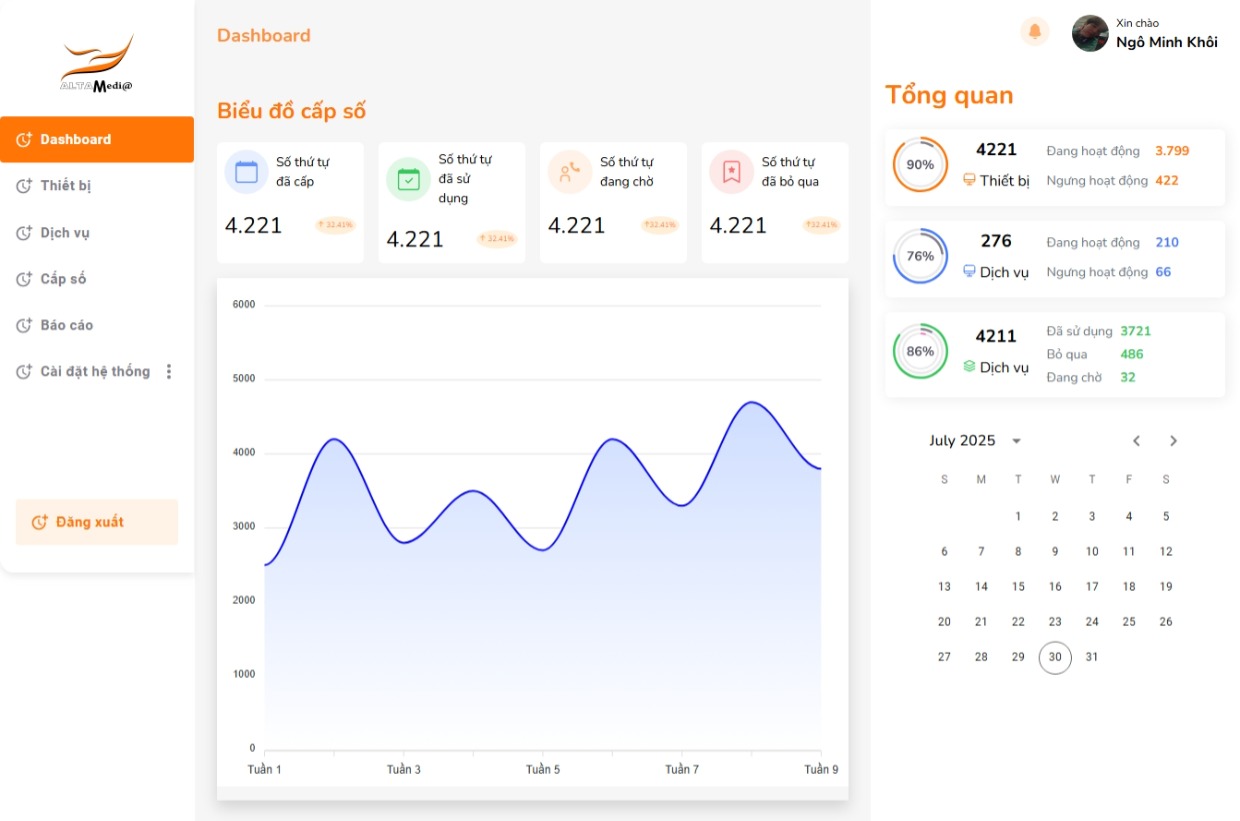 ALTAMedi@
Dashboard
Thiết bị
Dịch vụ
Cấp số
Báo cáo
Cài đặt hệ thống
Đăng xuất
Dashboard
Biểu đồ cấp số
Số thứ tự
đã cấp
4.221
↑ 32.41%
Số thứ tự
đã sử
dụng
4.221
↑ 32.41%
Số thứ tự
đang chờ
4.221
↑32.41%
Số thứ tự
đã bỏ qua
4.221
↑32.41%
6000
5000
4000
3000
2000
1000
0
Tuần 1
Tuần 3
Tuần 5
Tuần 7
Tuần 9
Xin chào
Ngô Minh Khôi
Tổng quan
90%
4221
Thiết bị
Đang hoạt động 3.799
Ngưng hoạt động 422
76%
276
Dịch vụ
Đang hoạt động 210
Ngưng hoạt động 66
86%
4211
Dịch vụ
Đã sử dụng 3721
Bỏ qua 486
Đang chờ 32
July 2025
S M T W T F S
1 2 3 4 5
6 7 8 9 10 11 12
13 14 15 16 17 18 19
20 21 22 23 24 25 26
27 28 29 30 31